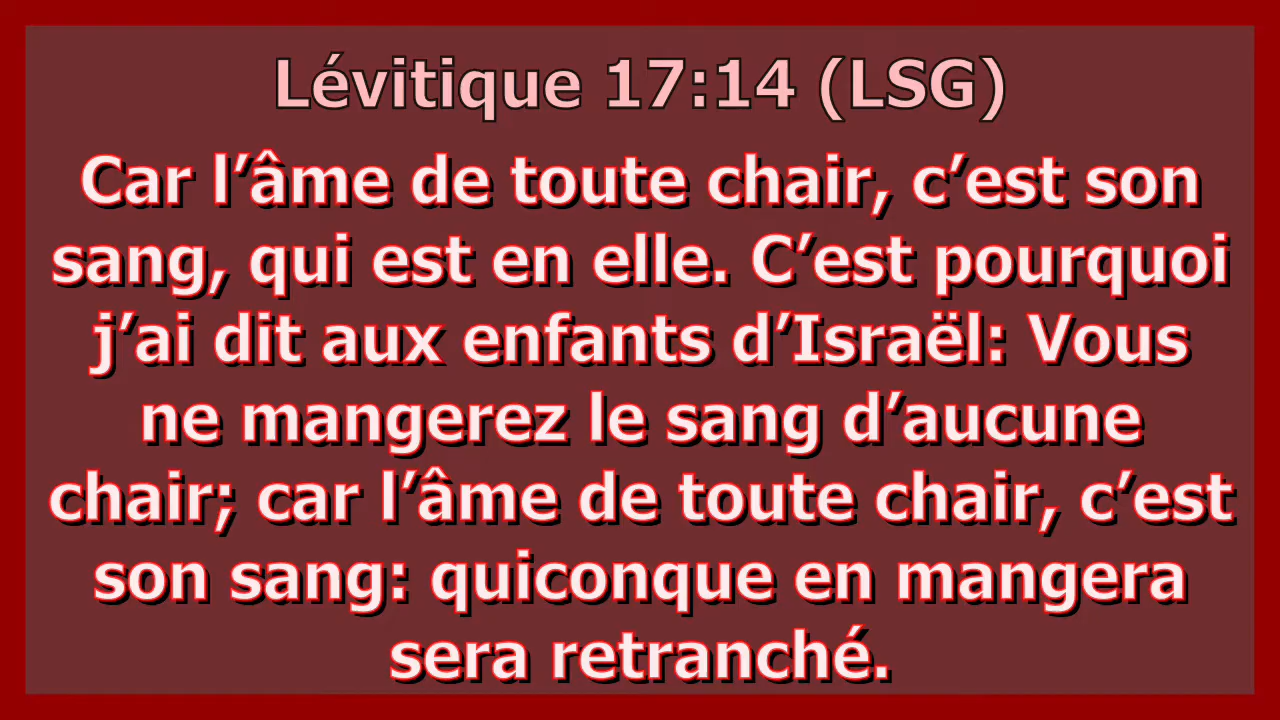 Lévitique 17:14 (LSG)
Car l’âme de toute chair, c’est son
sang, qui est en elle. C’est pourquoi
j’ai dit aux enfants d’Israël: Vous
ne mangerez le sang d’aucune
chair; car l’âme de toute chair, c’est
son sang: quiconque en mangera
sera retranché.